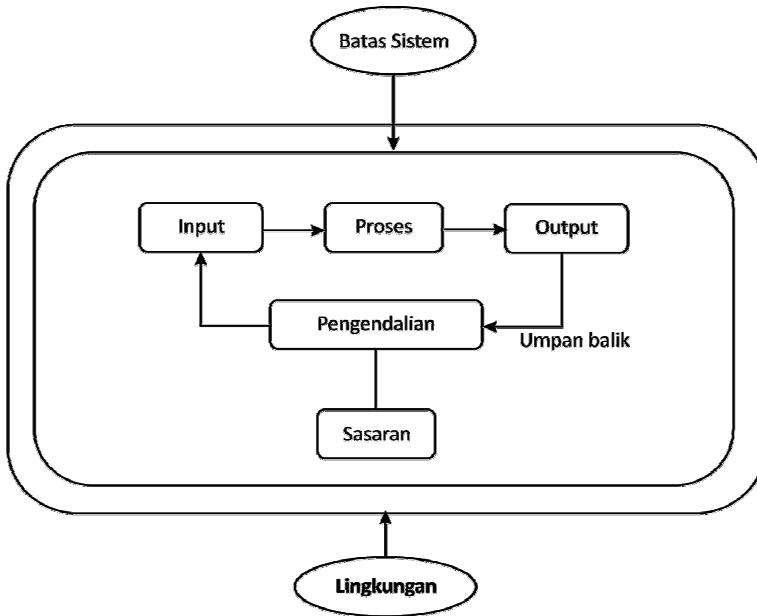 Batas Sistem
Input
Proses
Output
Pengendalian
Umpan balik
Sasaran
Lingkungan